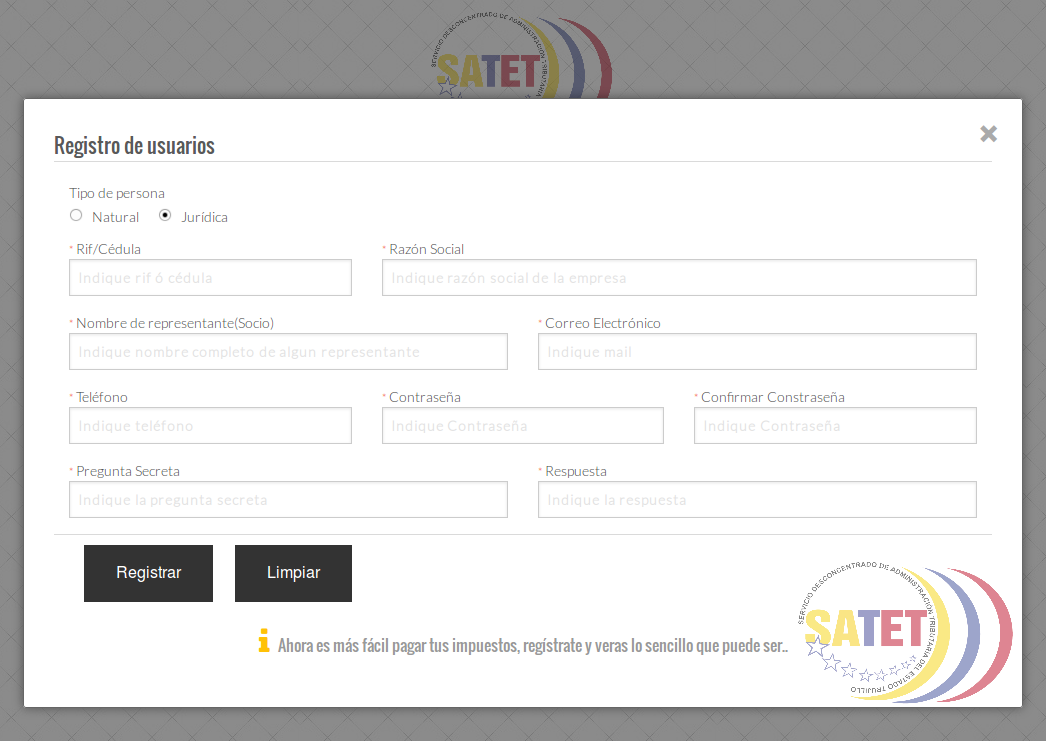 SERVICIO DESCONCENTRADO DE ADMINISTRACIÓN TRIBUTARIA
SATET
Registro de usuarios
Tipo de persona
Natural Jurídica
* Rif/Cédula * Razón Social
Indique rif ó cédula Indique razón social de la empresa
* Nombre de representante(Socio) * Correo Electrónico
Indique nombre completo de algun representante Indique mail
* Teléfono * Contraseña * Confirmar Constraseña
Indique teléfono Indique Contraseña Indique Contraseña
* Pregunta Secreta * Respuesta
Indique la pregunta secreta Indique la respuesta
Registrar Limpiar
Ahora es más fácil pagar tus impuestos, regístrate y veras lo sencillo que puede ser..
SERVICIO DESCONCENTRADO DE ADMINISTRACIÓN TRIBUTARIA DEL ESTADO TRUJILLO
SATET